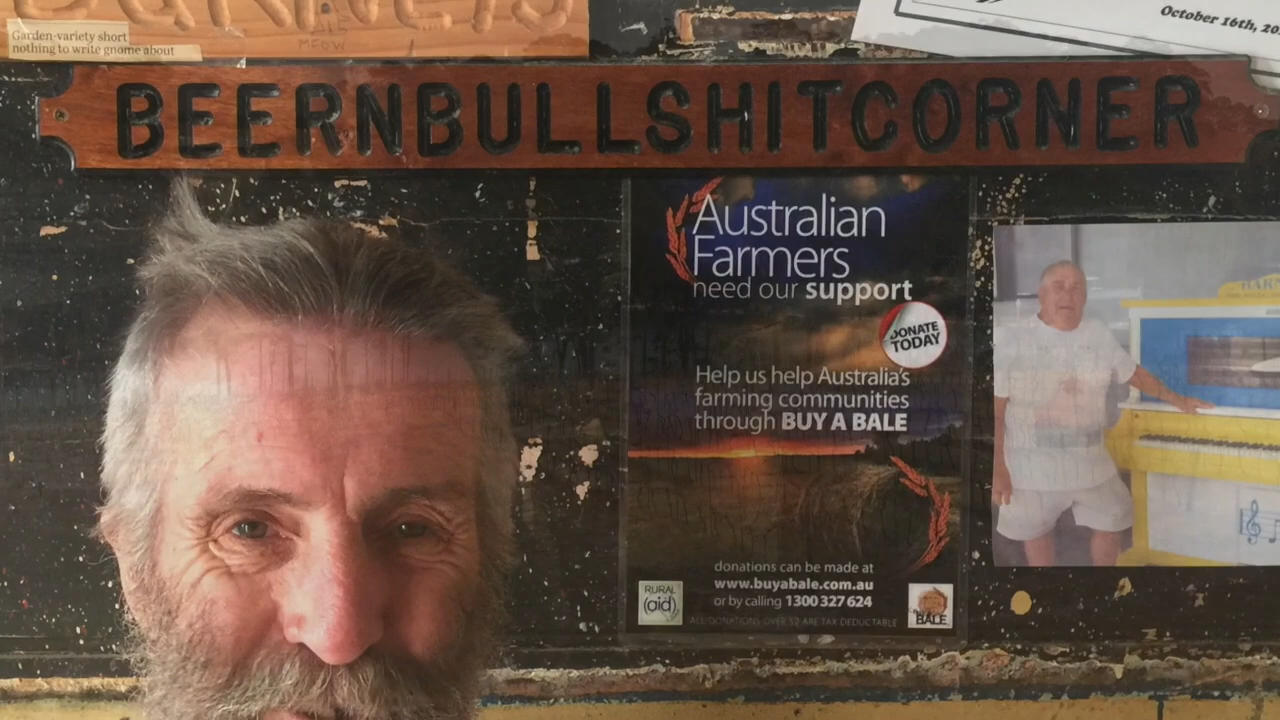 Garden-variety short
nothing to write gnome about
MEOW
October 16th, 20
BEERNBULLSHITCORNER
Australian
Farmers
need our support
DONATE
TODAY
Help us help Australia's
farming communities
through BUY A BALE
donations can be made at
www.buyabale.com.au
or by calling 1300 327 624
RURAL
(aid)
BALE
ALL DONATIONS OVER $2 ARE TAX DEDUCTABLE